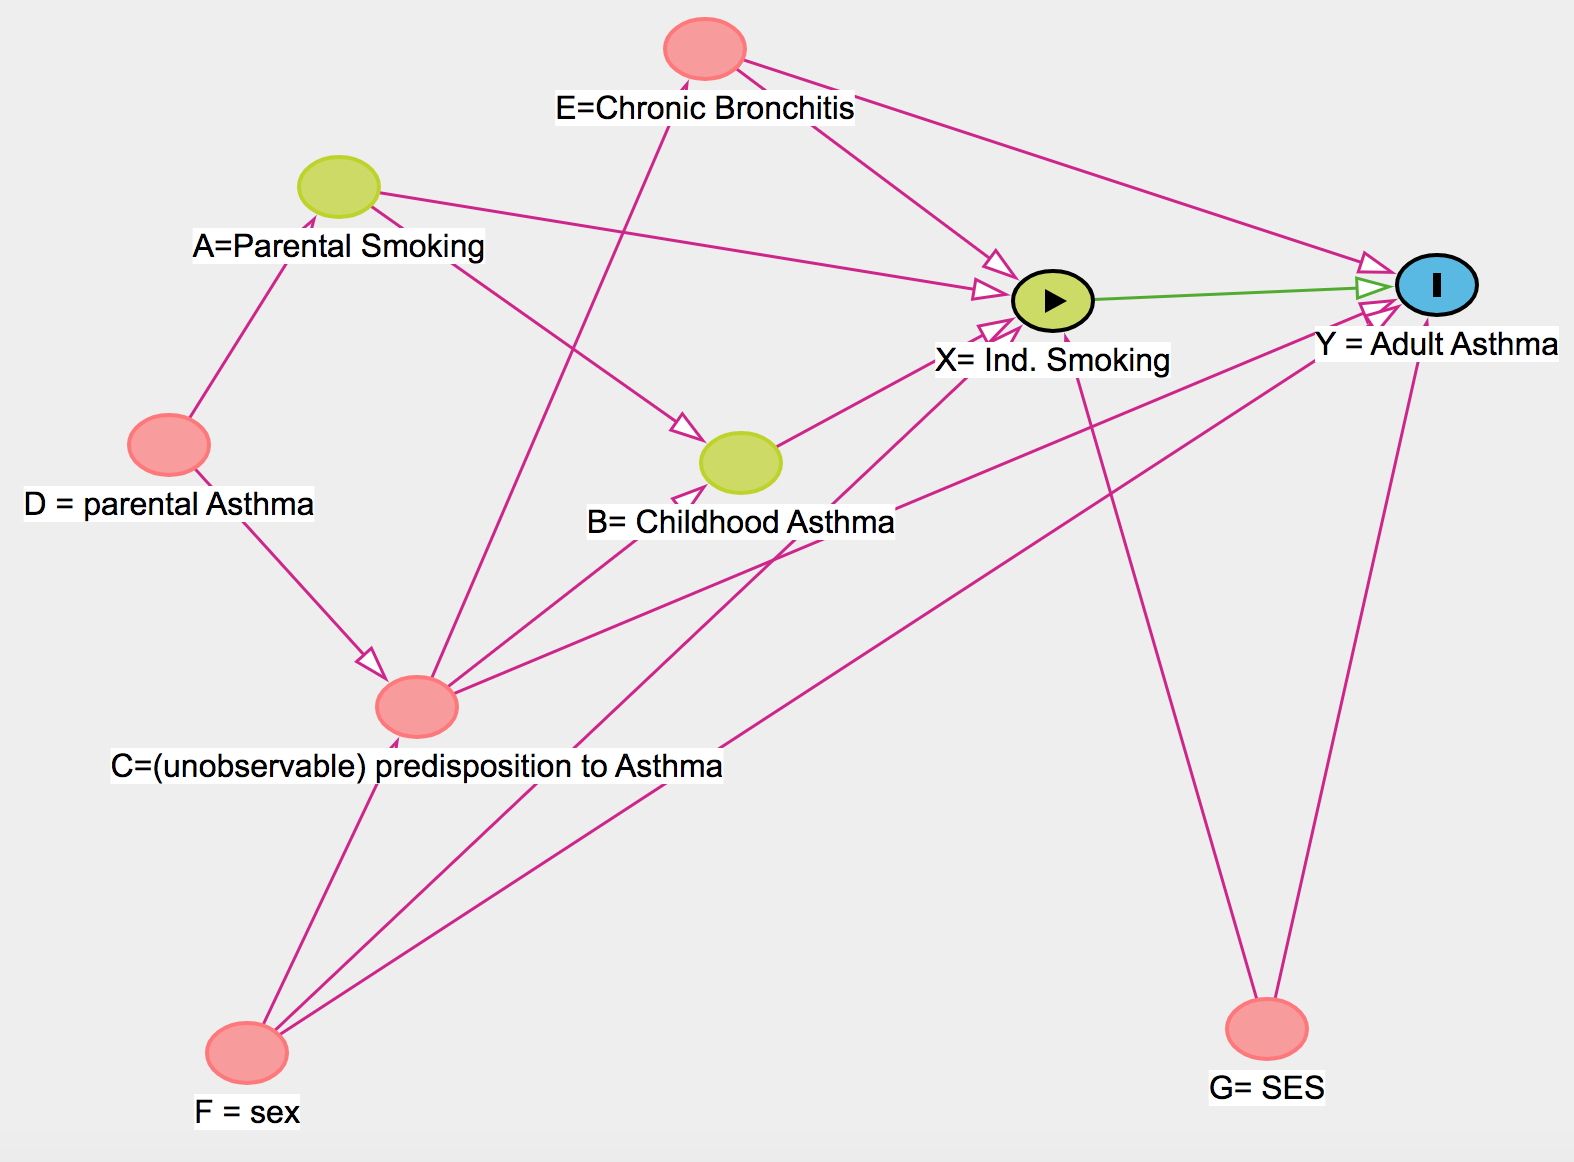 E=Chronic Bronchitis
A=Parental Smoking
Y = Adult Asthma
X= Ind. Smoking
D = parental Asthma
B= Childhood Asthma
C=(unobservable) predisposition to Asthma
G= SES
F = sex